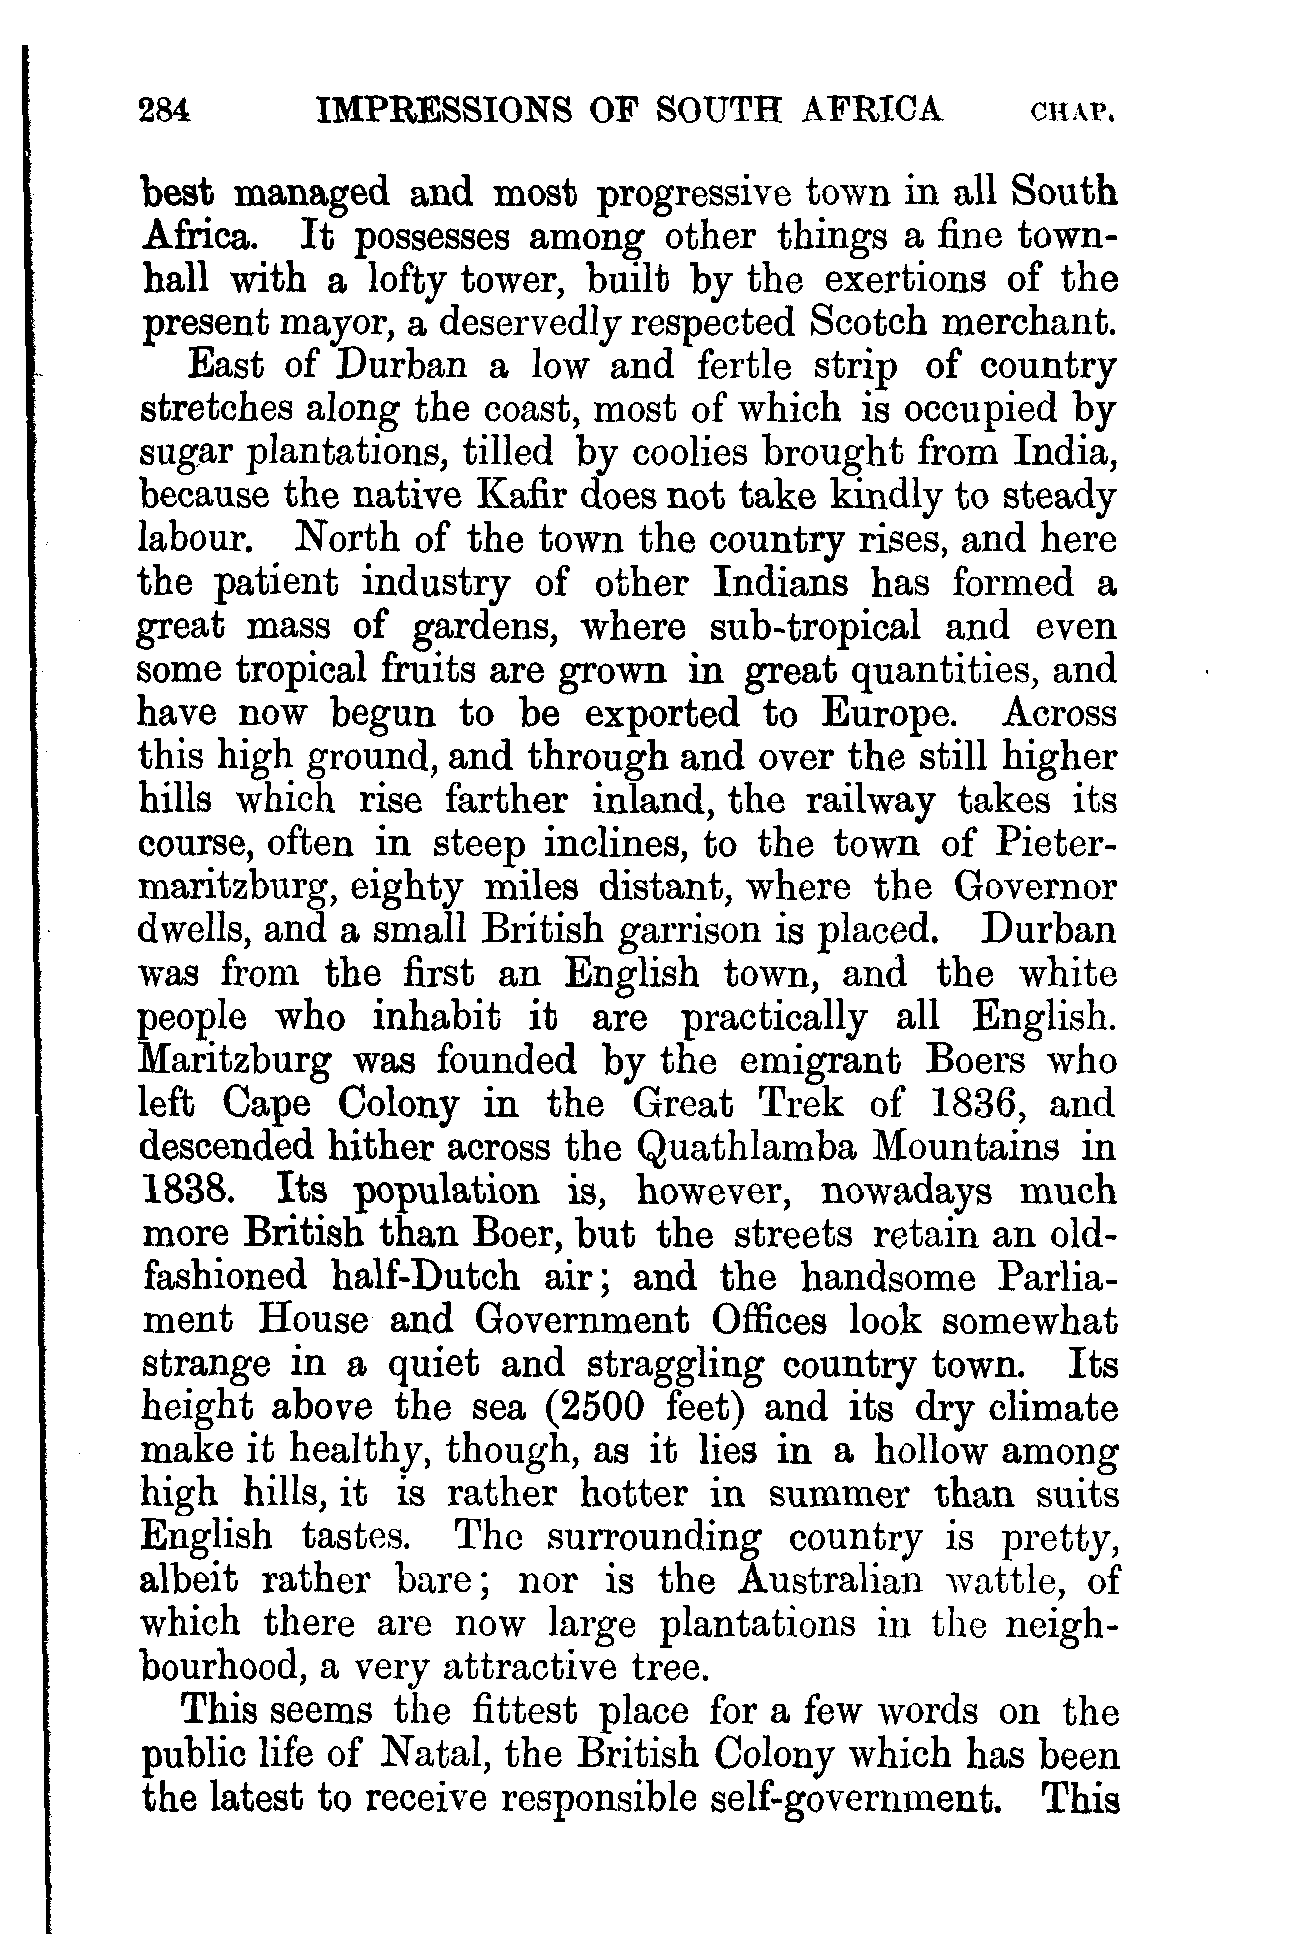 284 IMPRESSIONS OF SOUTH AFRICA CHAP.
best managed and most progressive town in all South
Africa. It possesses among other things a fine town-
hall with a lofty tower, built by the exertions of the
present mayor, a deservedly respected Scotch merchant.
East of Durban a low and fertle strip of country
stretches along the coast, most of which is occupied by
sugar plantations, tilled by coolies brought from India,
because the native Kafir does not take kindly to steady
labour. North of the town the country rises, and here
the patient industry of other Indians has formed a
great mass of gardens, where sub-tropical and even
some tropical fruits are grown in great quantities, and
have now begun to be exported to Europe. Across
this high ground, and through and over the still higher
hills which rise farther inland, the railway takes its
course, often in steep inclines, to the town of Pieter-
maritzburg, eighty miles distant, where the Governor
dwells, and a small British garrison is placed. Durban
was from the first an English town, and the white
people who inhabit it are practically all English.
Maritzburg was founded by the emigrant Boers who
left Cape Colony in the Great Trek of 1836, and
descended hither across the Quathlamba Mountains in
1838. Its population is, however, nowadays much
more British than Boer, but the streets retain an old-
fashioned half-Dutch air; and the handsome Parlia-
ment House and Government Offices look somewhat
strange in a quiet and straggling country town. Its
height above the sea (2500 feet) and its dry climate
make it healthy, though, as it lies in a hollow among
high hills, it is rather hotter in summer than suits
English tastes. The surrounding country is pretty,
albeit rather bare; nor is the Australian wattle, of
which there are now large plantations in the neigh-
bourhood, a very attractive tree.
This seems the fittest place for a few words on the
public life of Natal, the British Colony which has been
the latest to receive responsible self-government. This